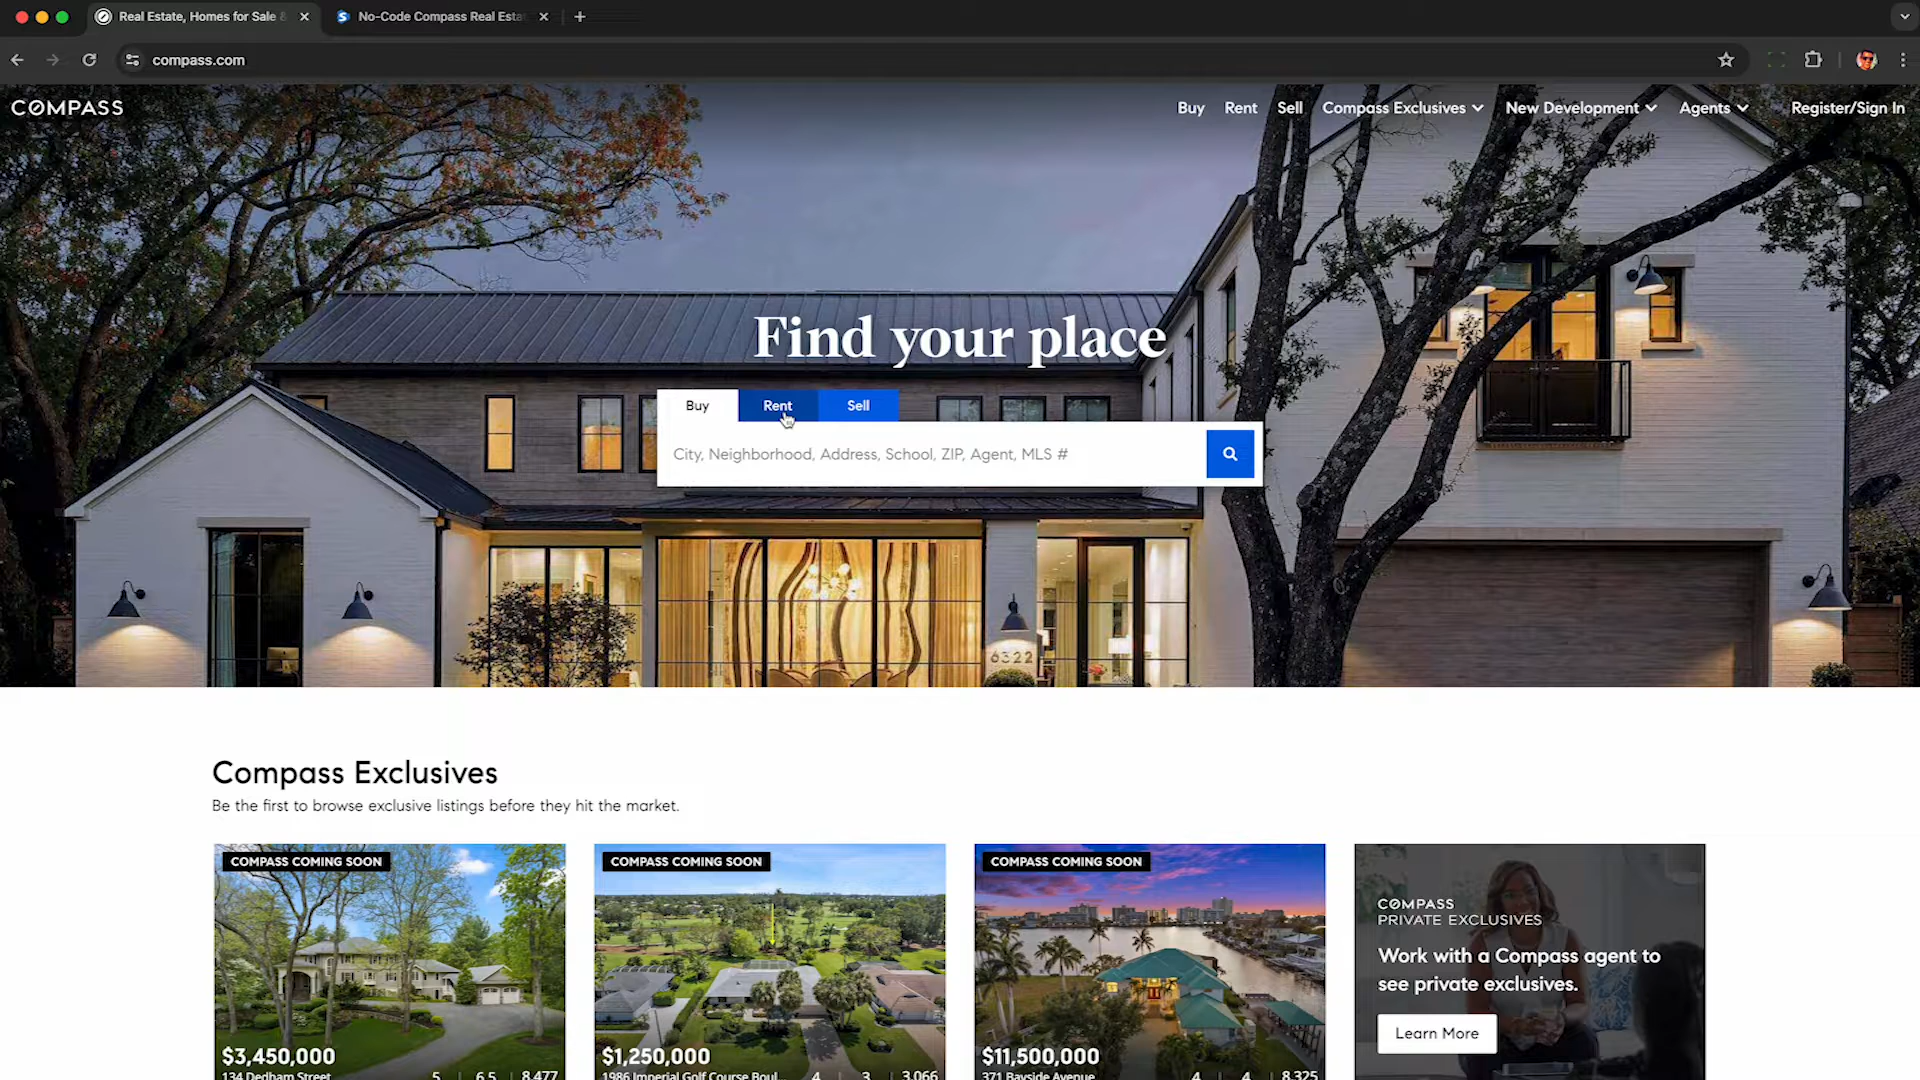 Real Estate, Homes for Sale &
No-Code Compass Real Esta
compass.com
COMPASS
Buy
Rent
Sell
Compass Exclusives
New Development
Agents
Register/Sign In
Find your place
Buy
Rent
Sell
City, Neighborhood, Address, School, ZIP, Agent, MLS #
6322
Compass Exclusives
Be the first to browse exclusive listings before they hit the market.
COMPASS COMING SOON
$3,450,000
134 Dedham Street
5 | 6.5 | 8,477
COMPASS COMING SOON
$1,250,000
1986 Imperial Golf Course Boul...
4 | 3 | 3,066
COMPASS COMING SOON
$11,500,000
371 Bayside Avenue
4 | 4 | 8,325
COMPASS
PRIVATE EXCLUSIVES
Work with a Compass agent to
see private exclusives.
Learn More